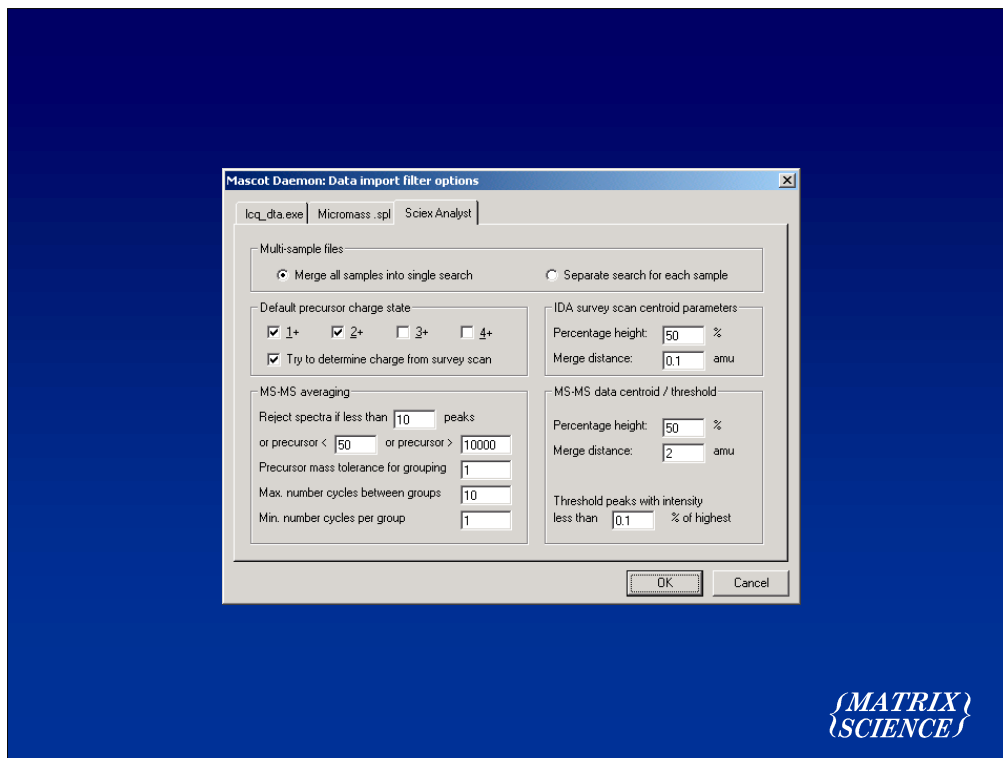 Mascot Daemon: Data import filter options
lcq_dta.exe Micromass .spl Sciex Analyst
Multi-sample files
Merge all samples into single search Separate search for each sample
Default precursor charge state
1+ 2+ 3+ 4+
Try to determine charge from survey scan
IDA survey scan centroid parameters
Percentage height: 50 %
Merge distance: 0.1 amu
MS-MS averaging
Reject spectra if less than 10 peaks
or precursor < 50 or precursor > 10000
Precursor mass tolerance for grouping 1
Max. number cycles between groups 10
Min. number cycles per group 1
MS-MS data centroid / threshold
Percentage height: 50 %
Merge distance: 2 amu
Threshold peaks with intensity
less than 0.1 % of highest
OK Cancel
{MATRIX}
{SCIENCE}